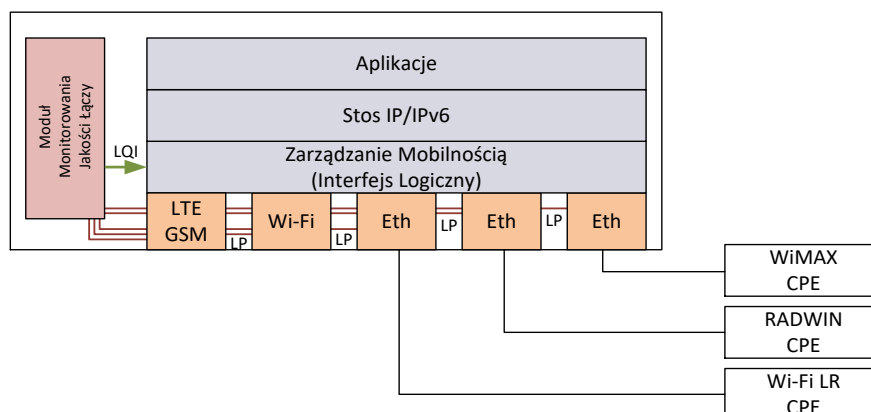 Moduł
Monitorowania
Jakości Łączy
LQI
Aplikacje
Stos IP/IPv6
Zarządzanie Mobilnością
(Interfejs Logiczny)
LTE
GSM
LP
Wi-Fi
LP
Eth
LP
Eth
LP
Eth
WiMAX
CPE
RADWIN
CPE
Wi-Fi LR
CPE